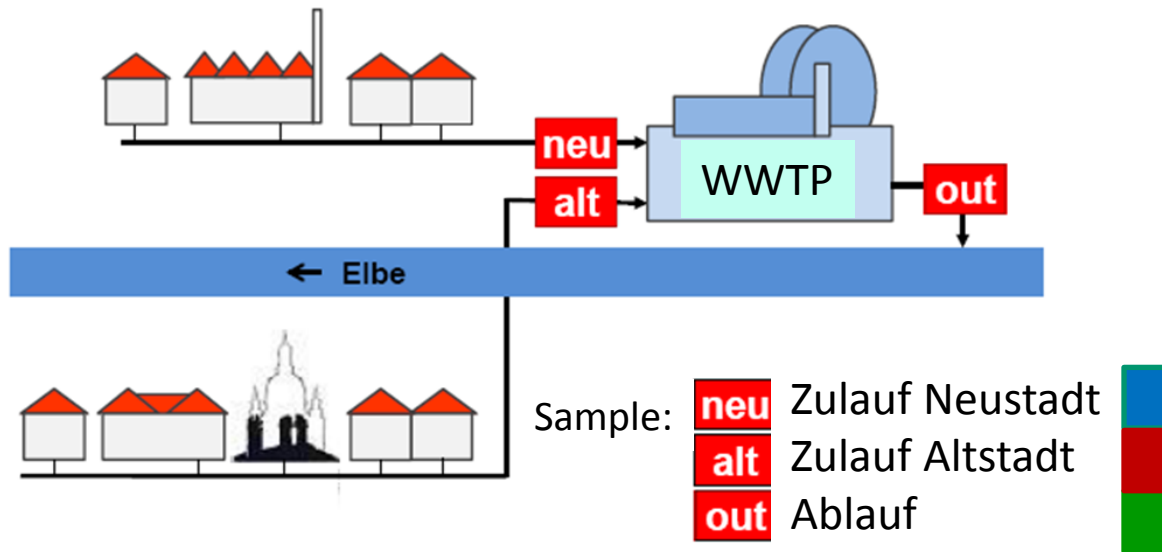 neu
alt
WWTP
out
← Elbe
Sample:
neu Zulauf Neustadt
alt Zulauf Altstadt
out Ablauf